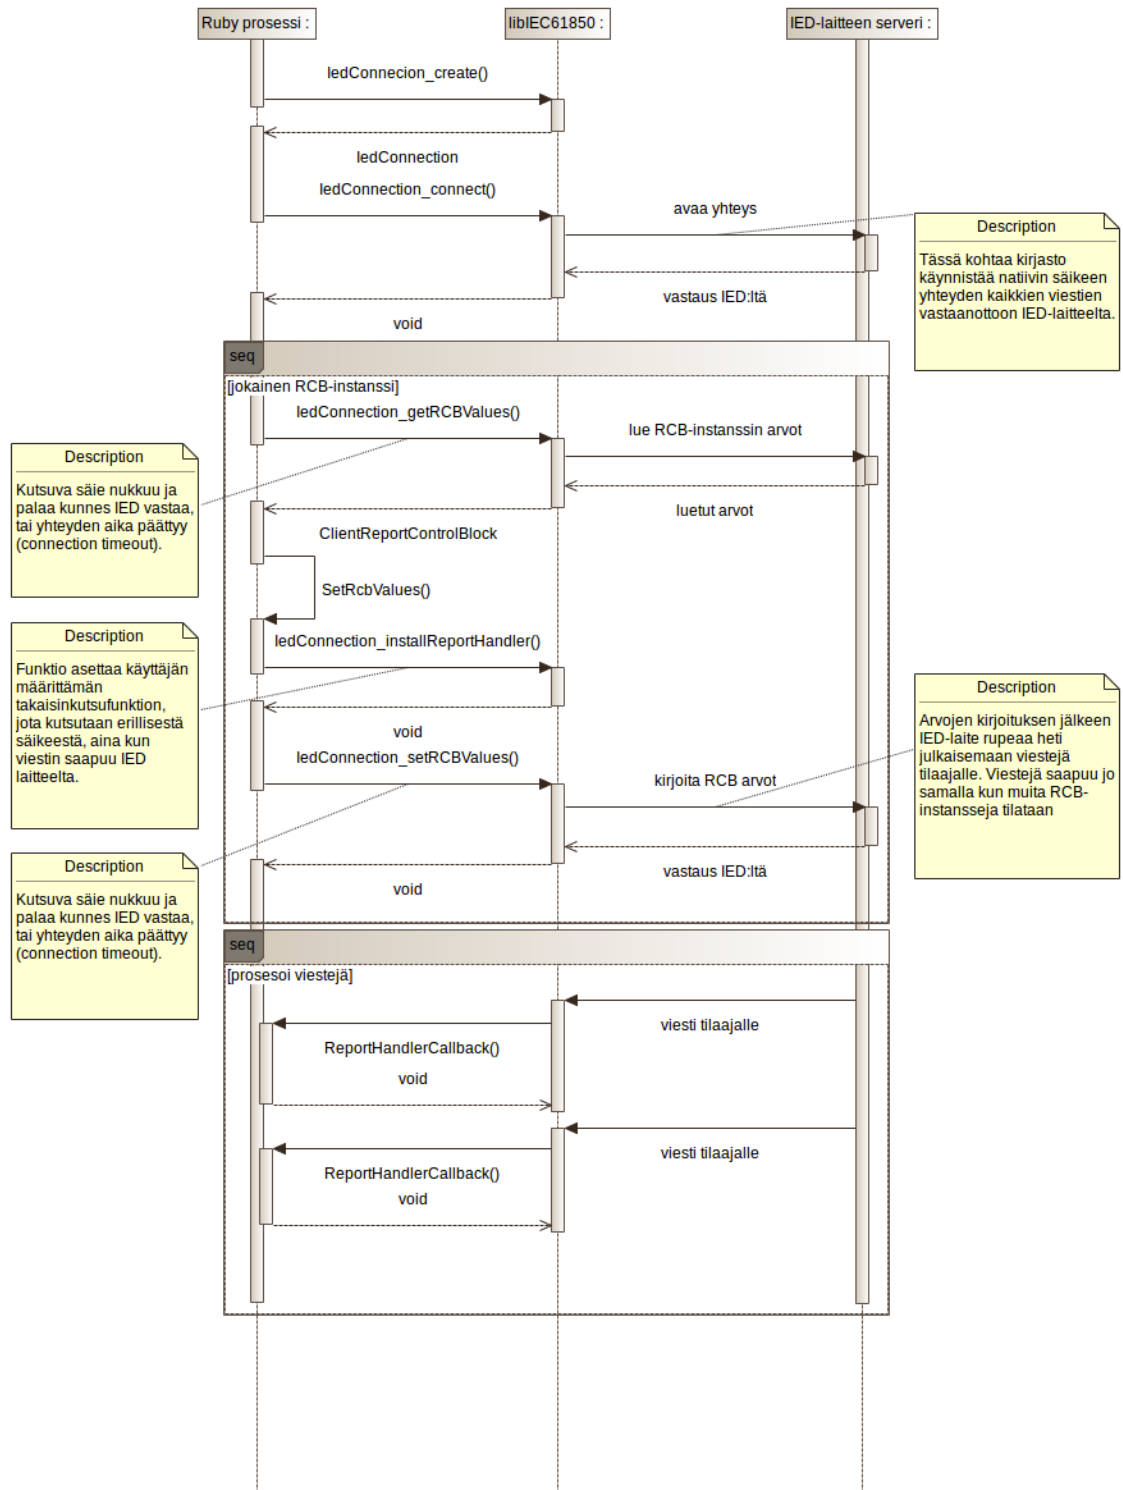 Ruby prosessi :
libIEC61850 :
IED-laitteen serveri :
IedConnecion_create()
IedConnection
IedConnection_connect()
avaa yhteys
Description
Tässä kohtaa kirjasto
käynnistää natiivin säikeen
yhteyden kaikkien viestien
vastaanottoon IED-laitteelta.
vastaus IED:ltä
void
seq
[jokainen RCB-instanssi]
IedConnection_getRCBValues()
lue RCB-instanssin arvot
Description
Kutsuva säie nukkuu ja
palaa kunnes IED vastaa,
tai yhteyden aika päättyy
(connection timeout).
luetut arvot
ClientReportControlBlock
SetRcbValues()
Description
Funktio asettaa käyttäjän
määrittämän
takaisinkutsufunktion,
jota kutsutaan erillisestä
säikeestä, aina kun
viestin saapuu IED
laitteelta.
IedConnection_installReportHandler()
void
IedConnection_setRCBValues()
kirjoita RCB arvot
Description
Arvojen kirjoituksen jälkeen
IED-laite rupeaa heti
julkaisemaan viestejä
tilaajalle. Viestejä saapuu jo
samalla kun muita RCB-
instansseja tilataan
Description
Kutsuva säie nukkuu ja
palaa kunnes IED vastaa,
tai yhteyden aika päättyy
(connection timeout).
vastaus IED:ltä
void
seq
[prosesoi viestejä]
viesti tilaajalle
ReportHandlerCallback()
void
viesti tilaajalle
ReportHandlerCallback()
void